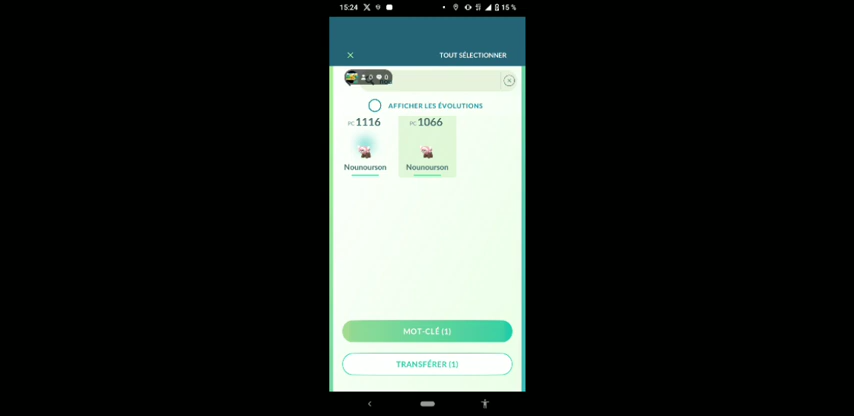 15:24 15 %
TOUT SÉLECTIONNER
0 0
AFFICHER LES ÉVOLUTIONS
PC 1116 PC 1066
Nounourson Nounourson
MOT-CLÉ (1)
TRANSFÉRER (1)